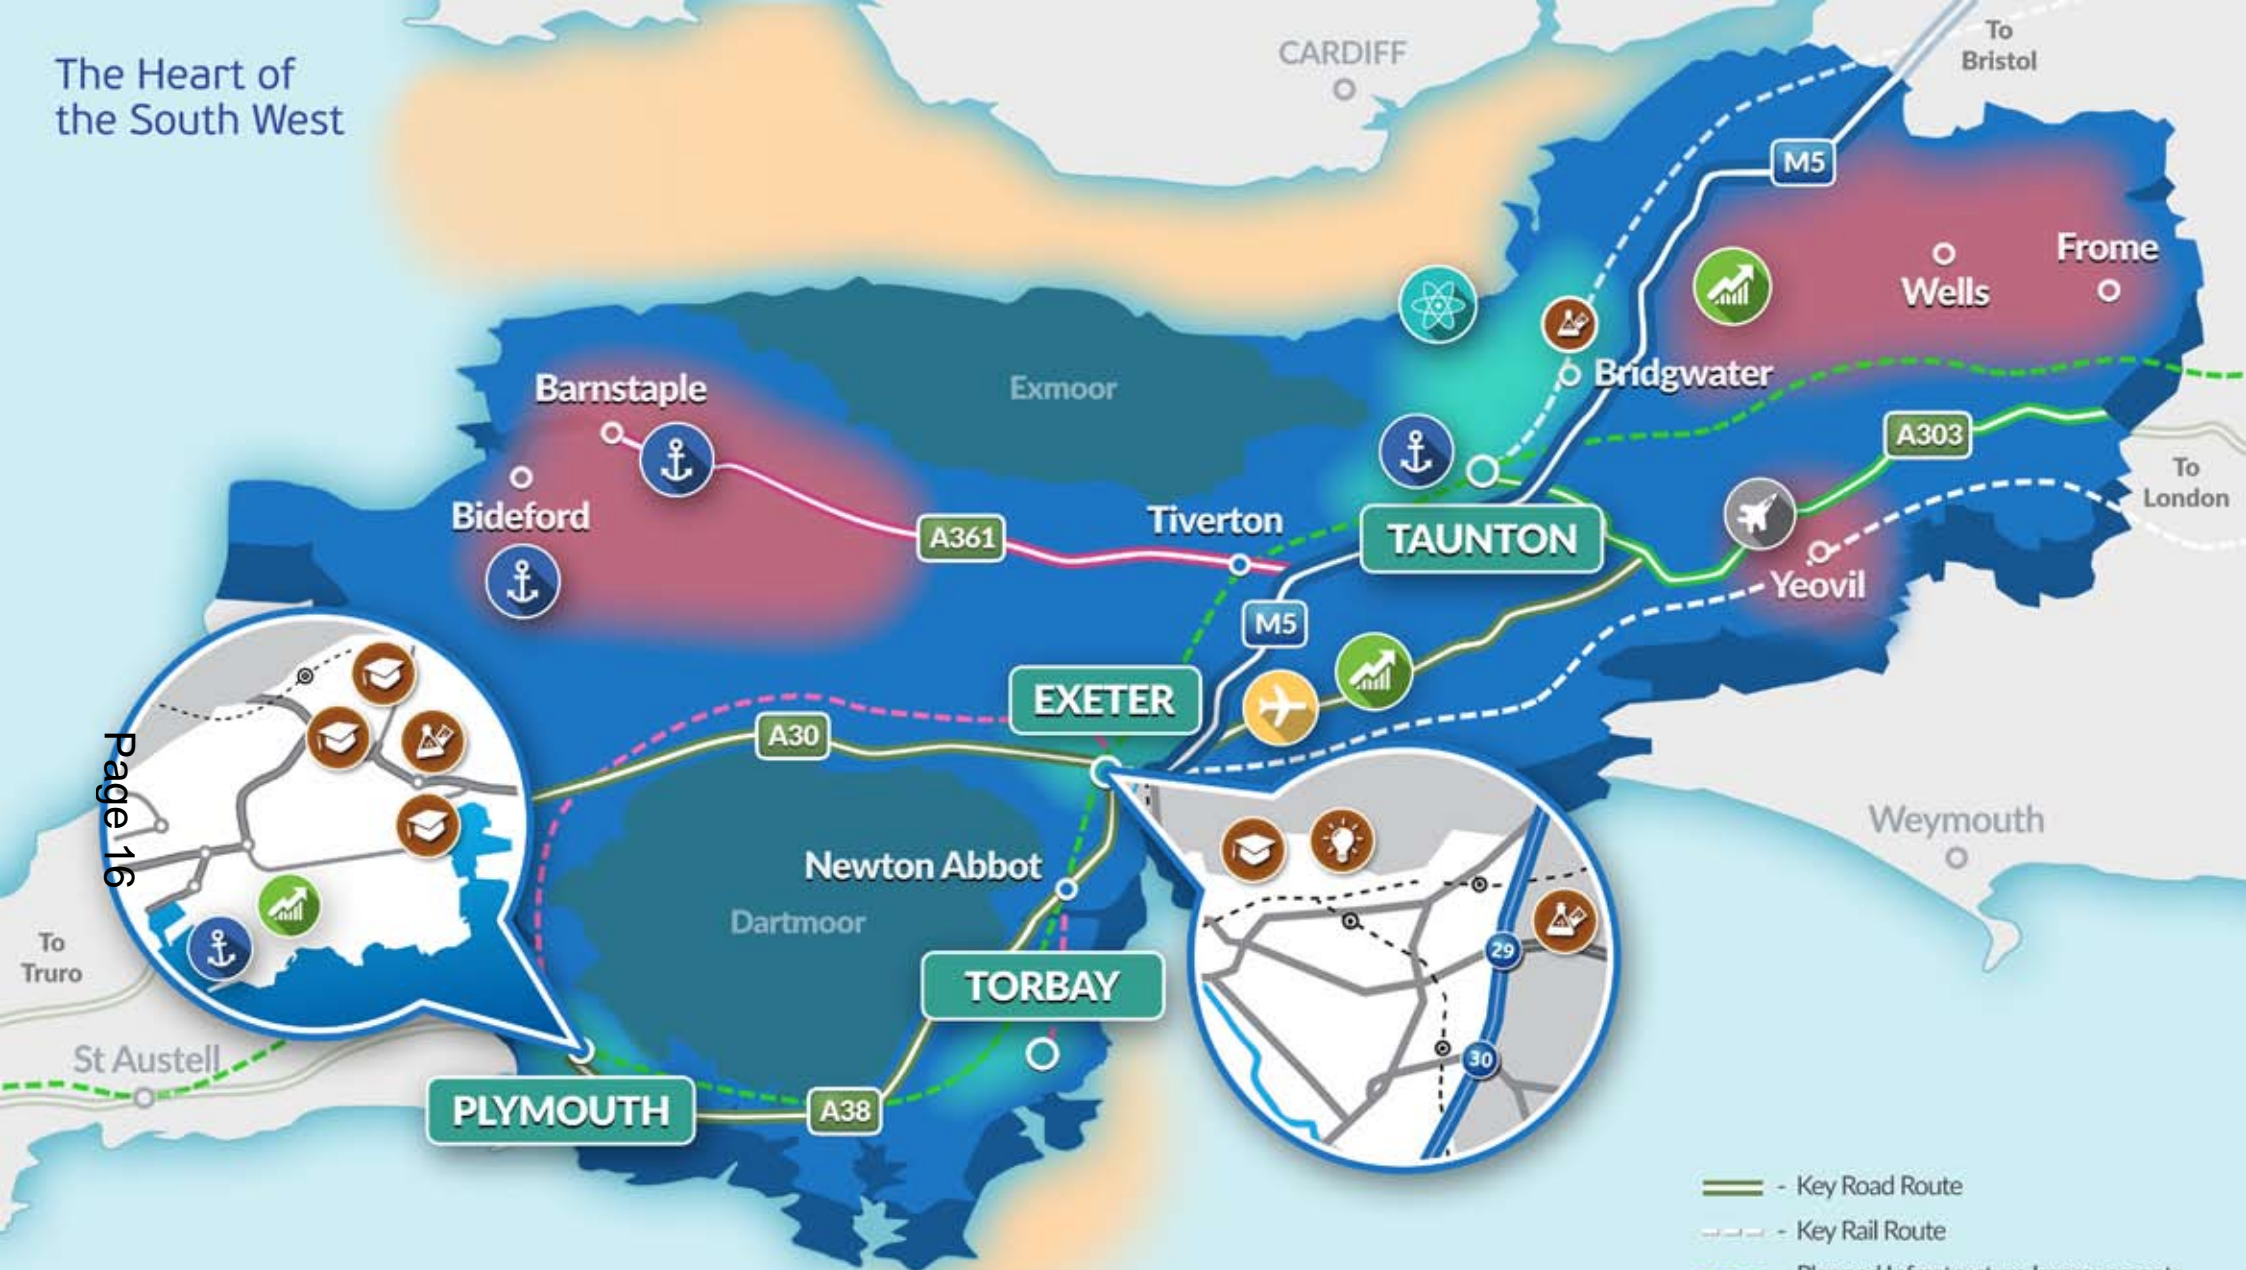 The Heart of
the South West
CARDIFF
To
Bristol
M5
Frome
Wells
Barnstaple
Exmoor
Bridgwater
A303
To
London
Bideford
A361
Tiverton
TAUNTON
Yeovil
M5
EXETER
A30
Page 16
Newton Abbot
Dartmoor
Weymouth
To
Truro
29
TORBAY
30
St Austell
PLYMOUTH
A38
- Key Road Route
- Key Rail Route